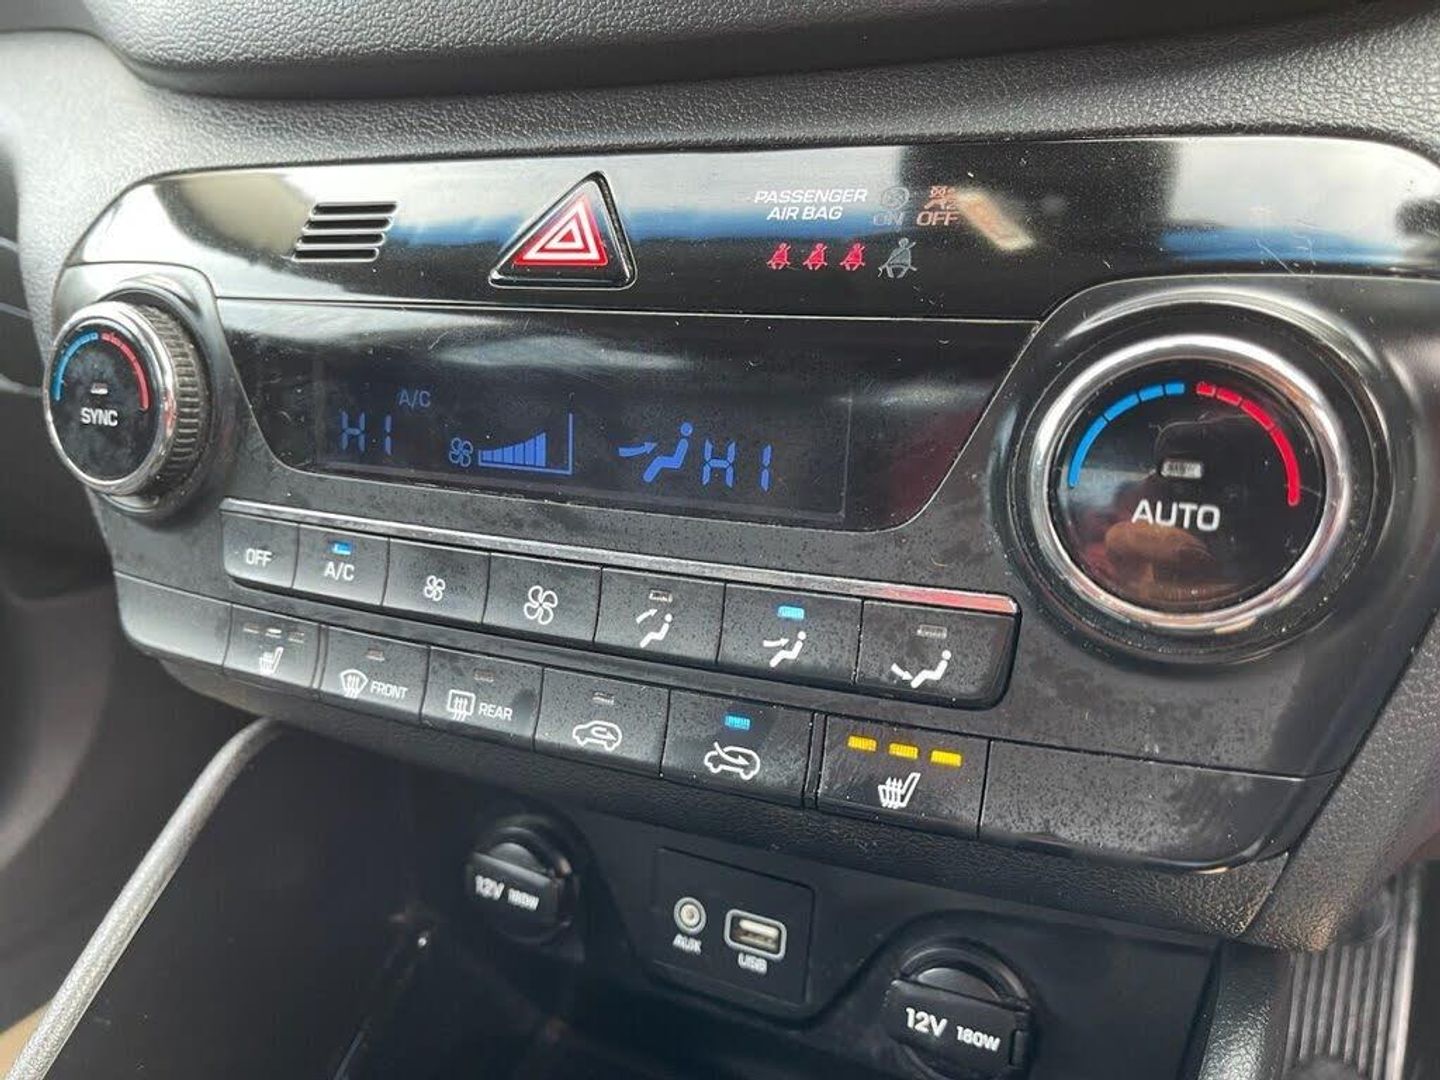 PASSENGER
AIR BAG
ON OFF
A/C
HI
HI
SYNC
AUTO
OFF
A/C
FRONT
REAR
12V 180W
AUX
USB
12V 180W